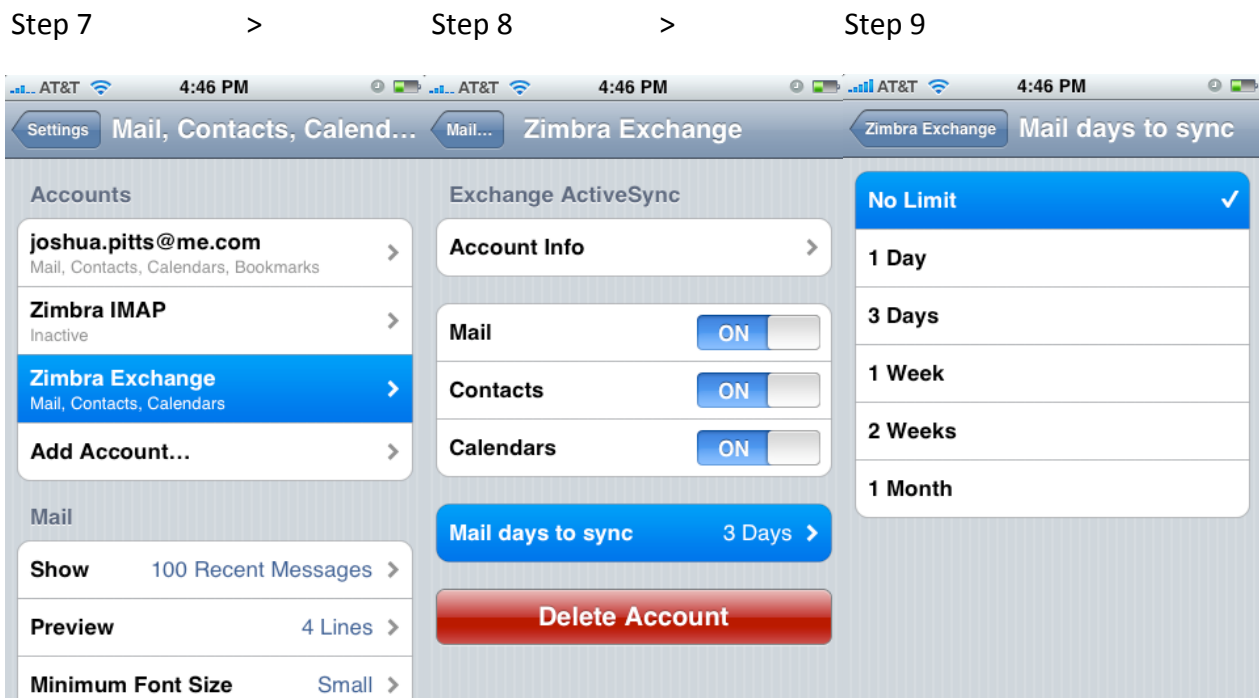 Step 7 > Step 8 > Step 9
AT&T 4:46 PM
Settings Mail, Contacts, Calend...
Accounts
joshua.pitts@me.com
Mail, Contacts, Calendars, Bookmarks
Zimbra IMAP
Inactive
Zimbra Exchange
Mail, Contacts, Calendars
Add Account...
Mail
Show 100 Recent Messages
Preview 4 Lines
Minimum Font Size Small
AT&T 4:46 PM
Mail... Zimbra Exchange
Exchange ActiveSync
Account Info
Mail ON
Contacts ON
Calendars ON
Mail days to sync 3 Days
Delete Account
AT&T 4:46 PM
Zimbra Exchange Mail days to sync
No Limit
1 Day
3 Days
1 Week
2 Weeks
1 Month